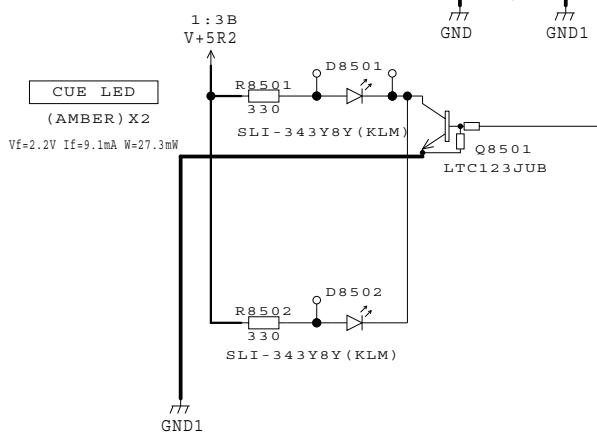 1:3B
V+5R2
GND
GND1
D8501
CUE LED
R8501
330
(AMBER)X2
SLI-343Y8Y(KLM)
Vf=2.2V If=9.1mA W=27.3mW
Q8501
LTC123JUB
D8502
R8502
330
SLI-343Y8Y(KLM)
GND1